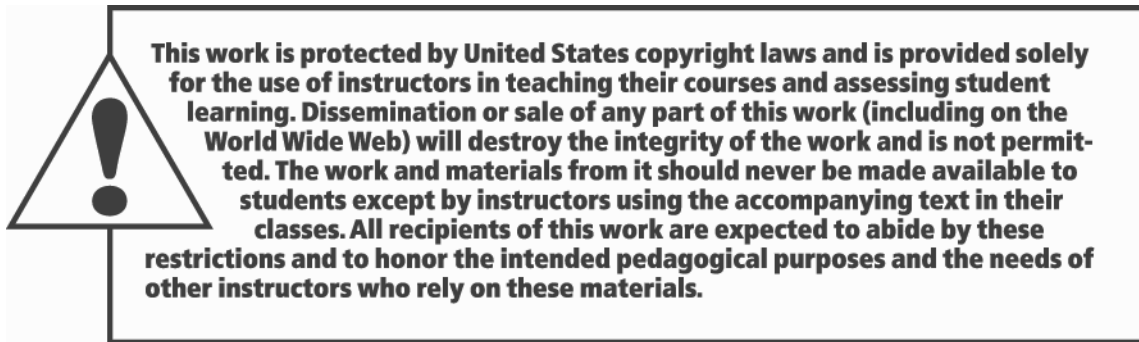 This work is protected by United States copyright laws and is provided solely
for the use of instructors in teaching their courses and assessing student
learning. Dissemination or sale of any part of this work (including on the
World Wide Web) will destroy the integrity of the work and is not permit-
ted. The work and materials from it should never be made available to
students except by instructors using the accompanying text in their
classes. All recipients of this work are expected to abide by these
restrictions and to honor the intended pedagogical purposes and the needs of
other instructors who rely on these materials.